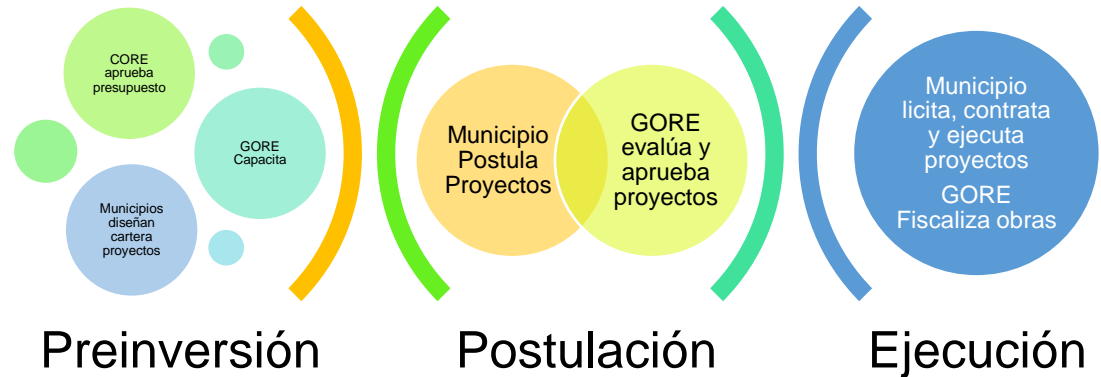 CORE
aprueba
presupuesto
GORE
Capacita
Municipios
diseñan
cartera
proyectos
Preinversión
Municipio
Postula
Proyectos
GORE
evalúa y
aprueba
proyectos
Postulación
Municipio
licita, contrata
y ejecuta
proyectos
GORE
Fiscaliza obras
Ejecución